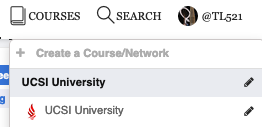 COURSES SEARCH @TL521
+ Create a Course/Network
UCSI University
UCSI University